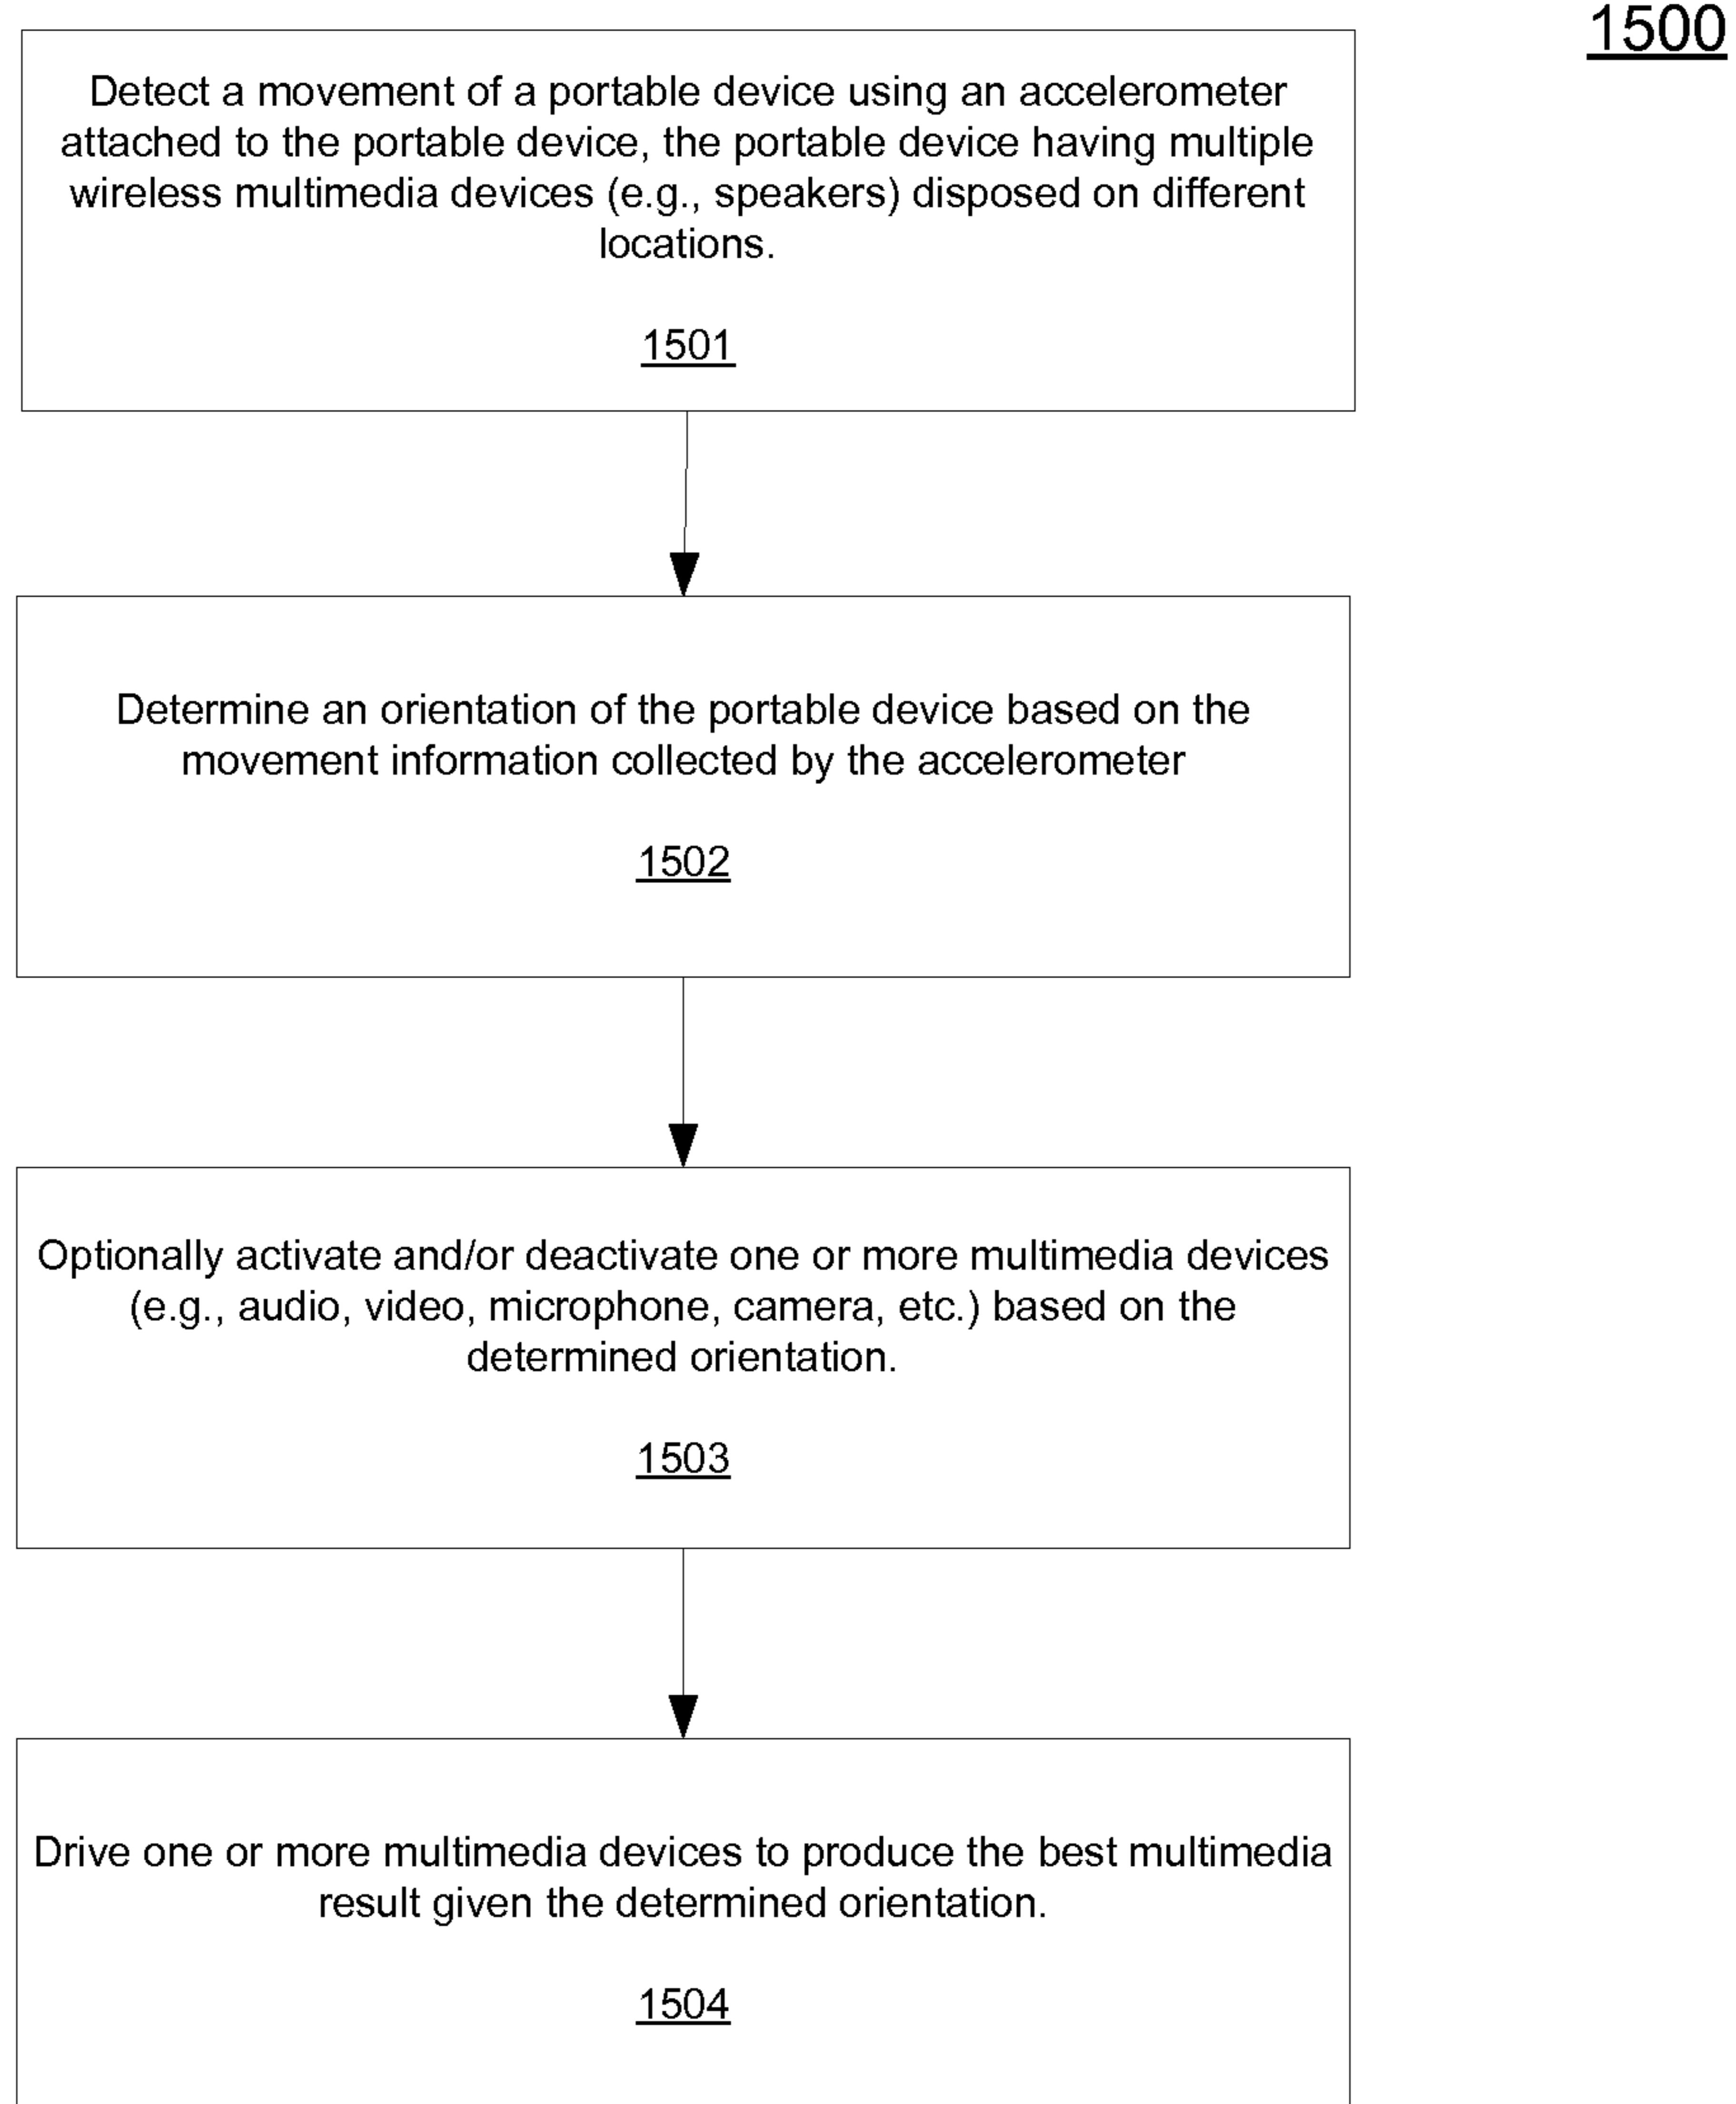 1500
Detect a movement of a portable device using an accelerometer
attached to the portable device, the portable device having multiple
wireless multimedia devices (e.g., speakers) disposed on different
locations.
1501
Determine an orientation of the portable device based on the
movement information collected by the accelerometer
1502
Optionally activate and/or deactivate one or more multimedia devices
(e.g., audio, video, microphone, camera, etc.) based on the
determined orientation.
1503
Drive one or more multimedia devices to produce the best multimedia
result given the determined orientation.
1504